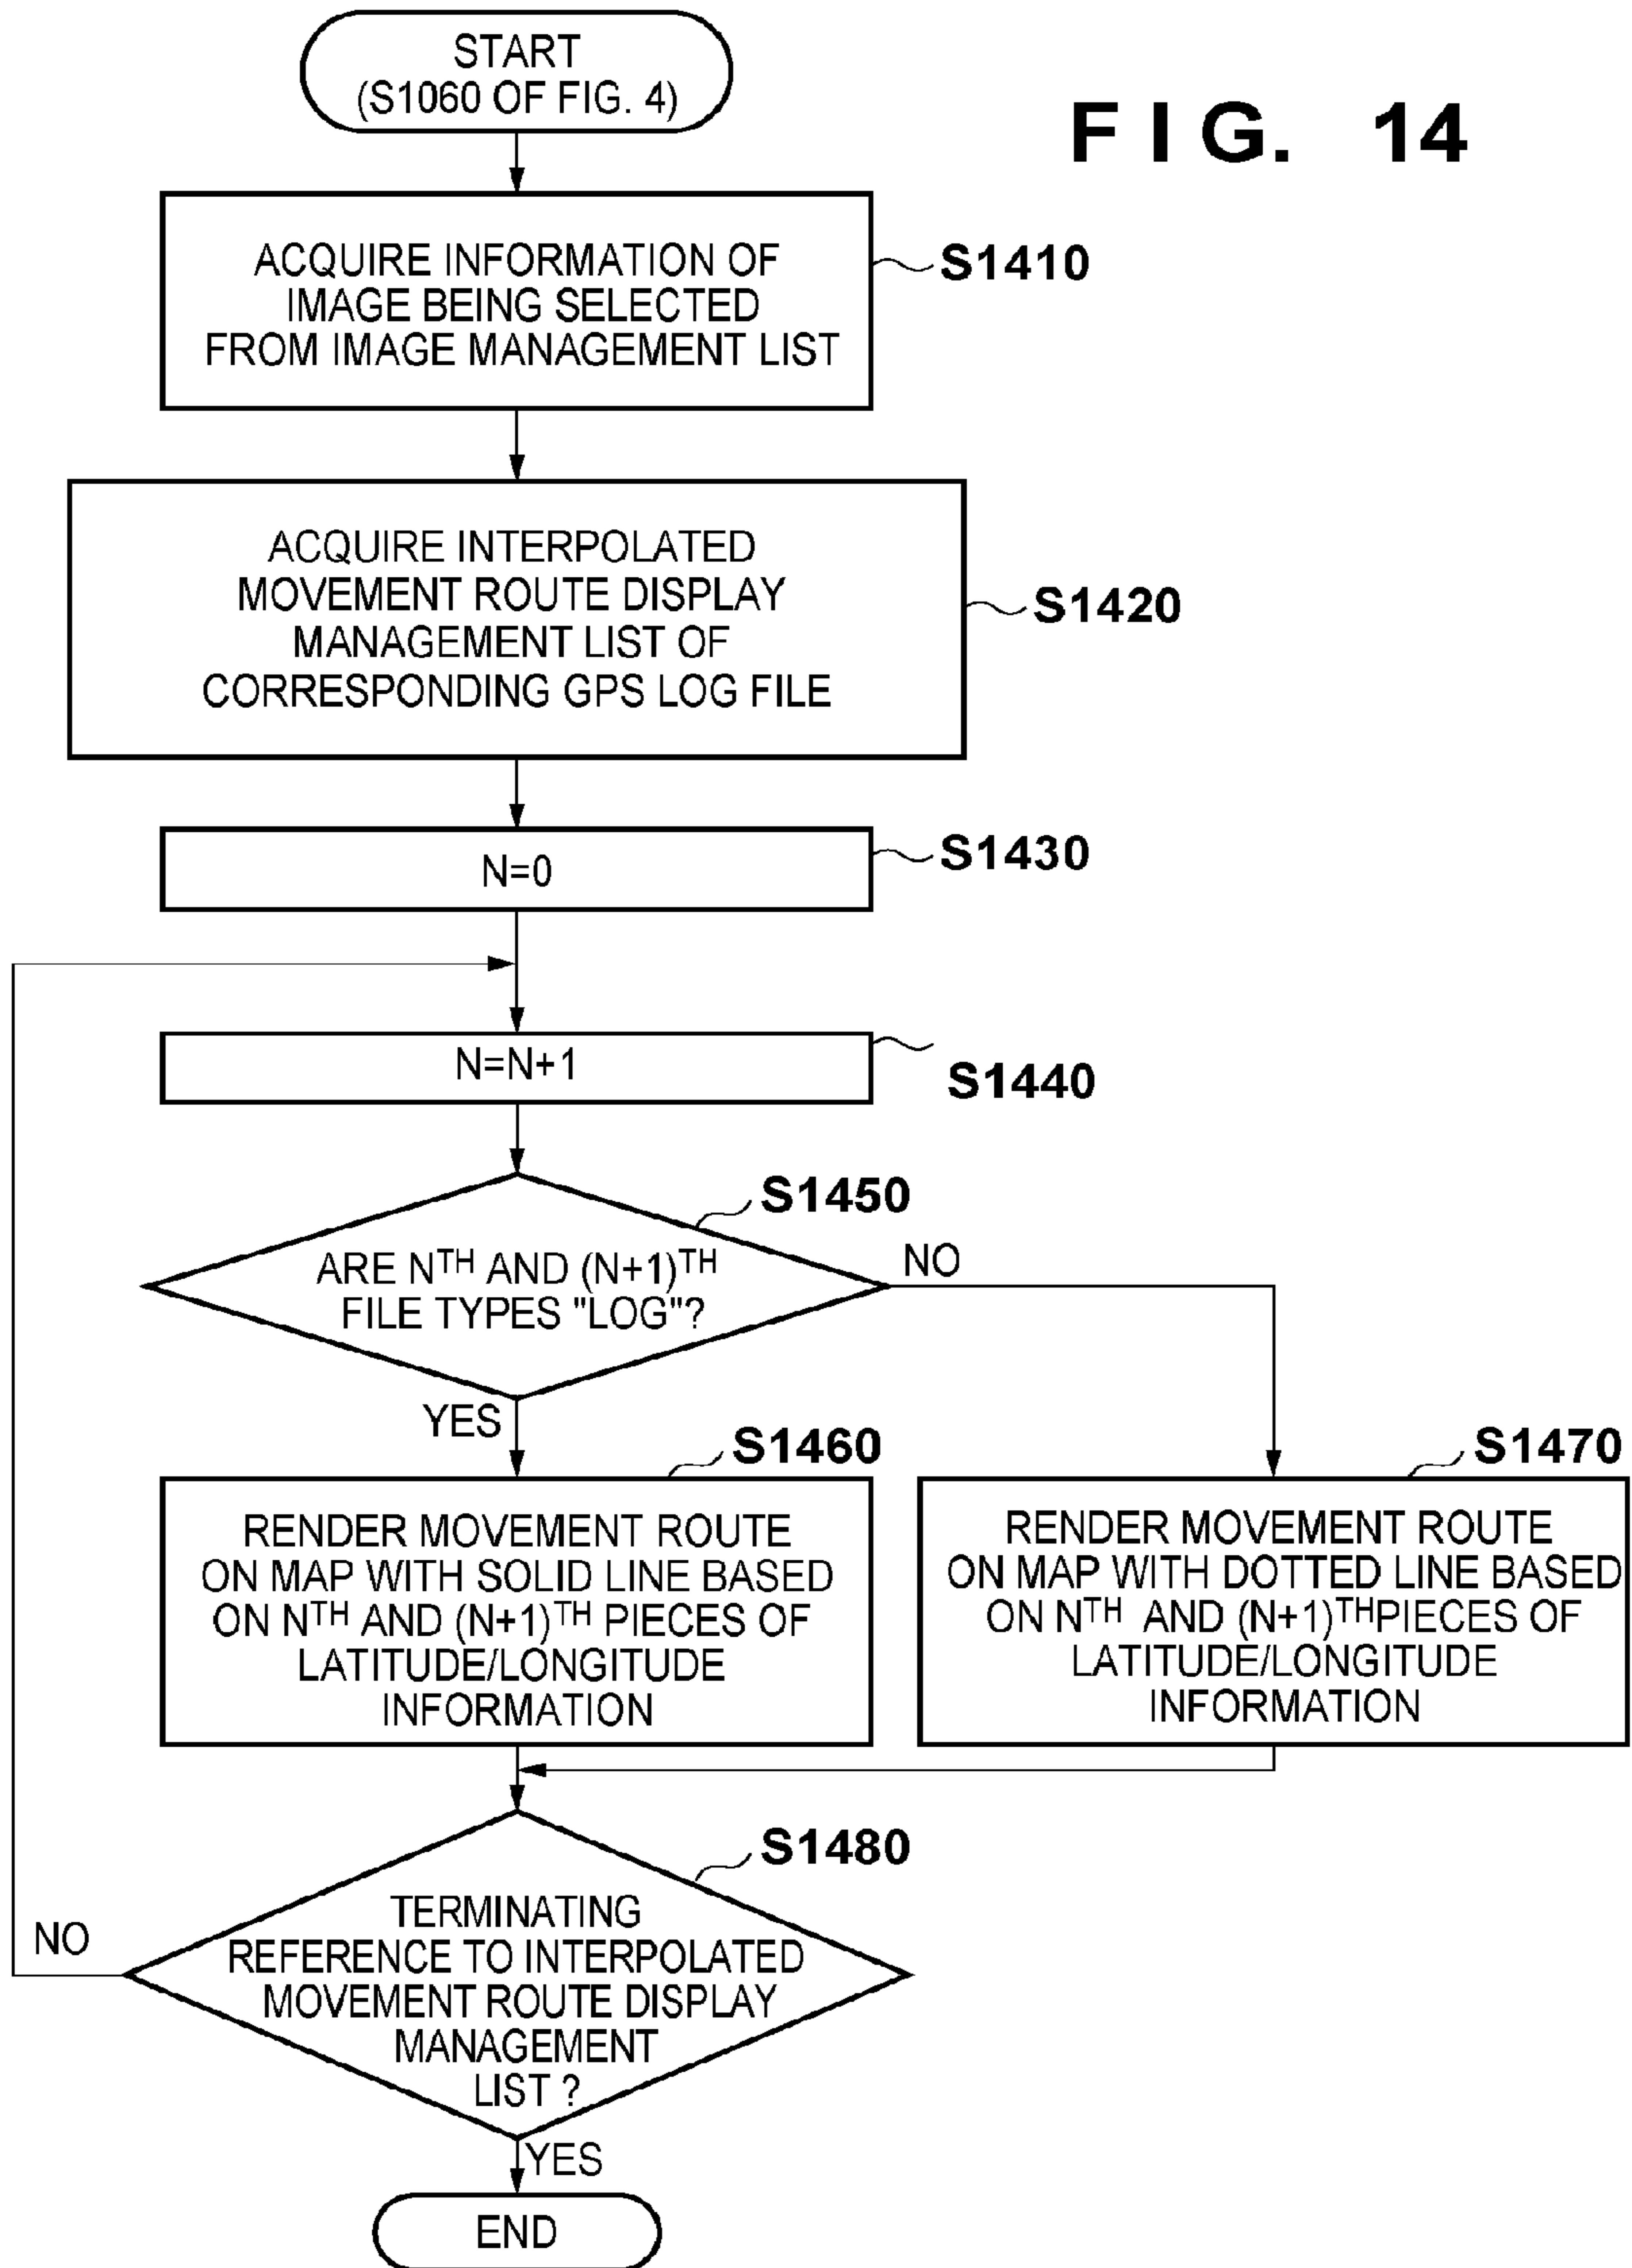 START
(S1060 OF FIG. 4)
FIG. 14
ACQUIRE INFORMATION OF
IMAGE BEING SELECTED
FROM IMAGE MANAGEMENT LIST
S1410
ACQUIRE INTERPOLATED
MOVEMENT ROUTE DISPLAY
MANAGEMENT LIST OF
CORRESPONDING GPS LOG FILE
S1420
N=0
S1430
N=N+1
S1440
S1450
ARE NTH AND (N+1)TH
FILE TYPES "LOG"?
NO
YES
S1460
RENDER MOVEMENT ROUTE
ON MAP WITH SOLID LINE BASED
ON NTH AND (N+1)TH PIECES OF
LATITUDE/LONGITUDE
INFORMATION
S1470
RENDER MOVEMENT ROUTE
ON MAP WITH DOTTED LINE BASED
ON NTH AND (N+1)THPIECES OF
LATITUDE/LONGITUDE
INFORMATION
S1480
TERMINATING
REFERENCE TO INTERPOLATED
MOVEMENT ROUTE DISPLAY
MANAGEMENT
LIST ?
NO
YES
END